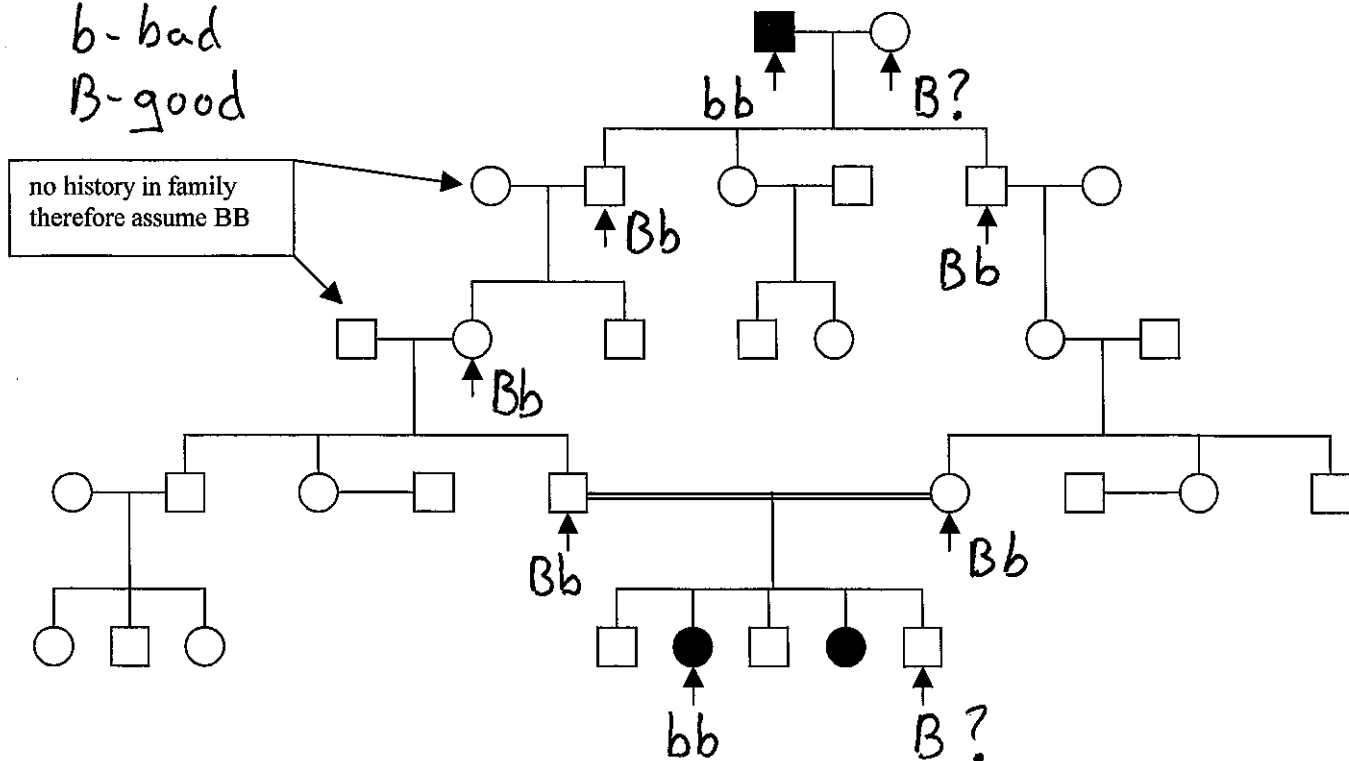 b-bad
B-good
bb
B?
no history in family
therefore assume BB
Bb
Bb
Bb
Bb
Bb
bb
B?